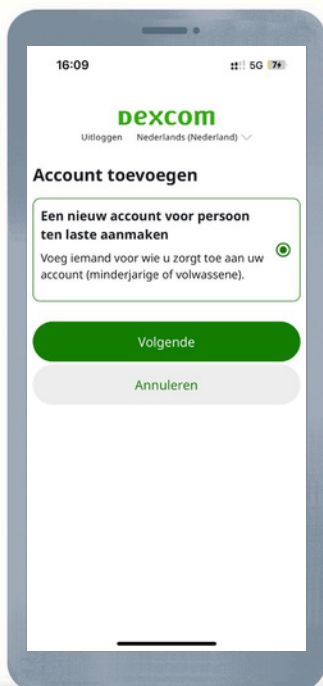 16:09
5G 7
Dexcom
Uitloggen Nederlands (Nederland)
Account toevoegen
Een nieuw account voor persoon
ten laste aanmaken
Voeg iemand voor wie u zorgt toe aan uw
account (minderjarige of volwassene).
Volgende
Annuleren